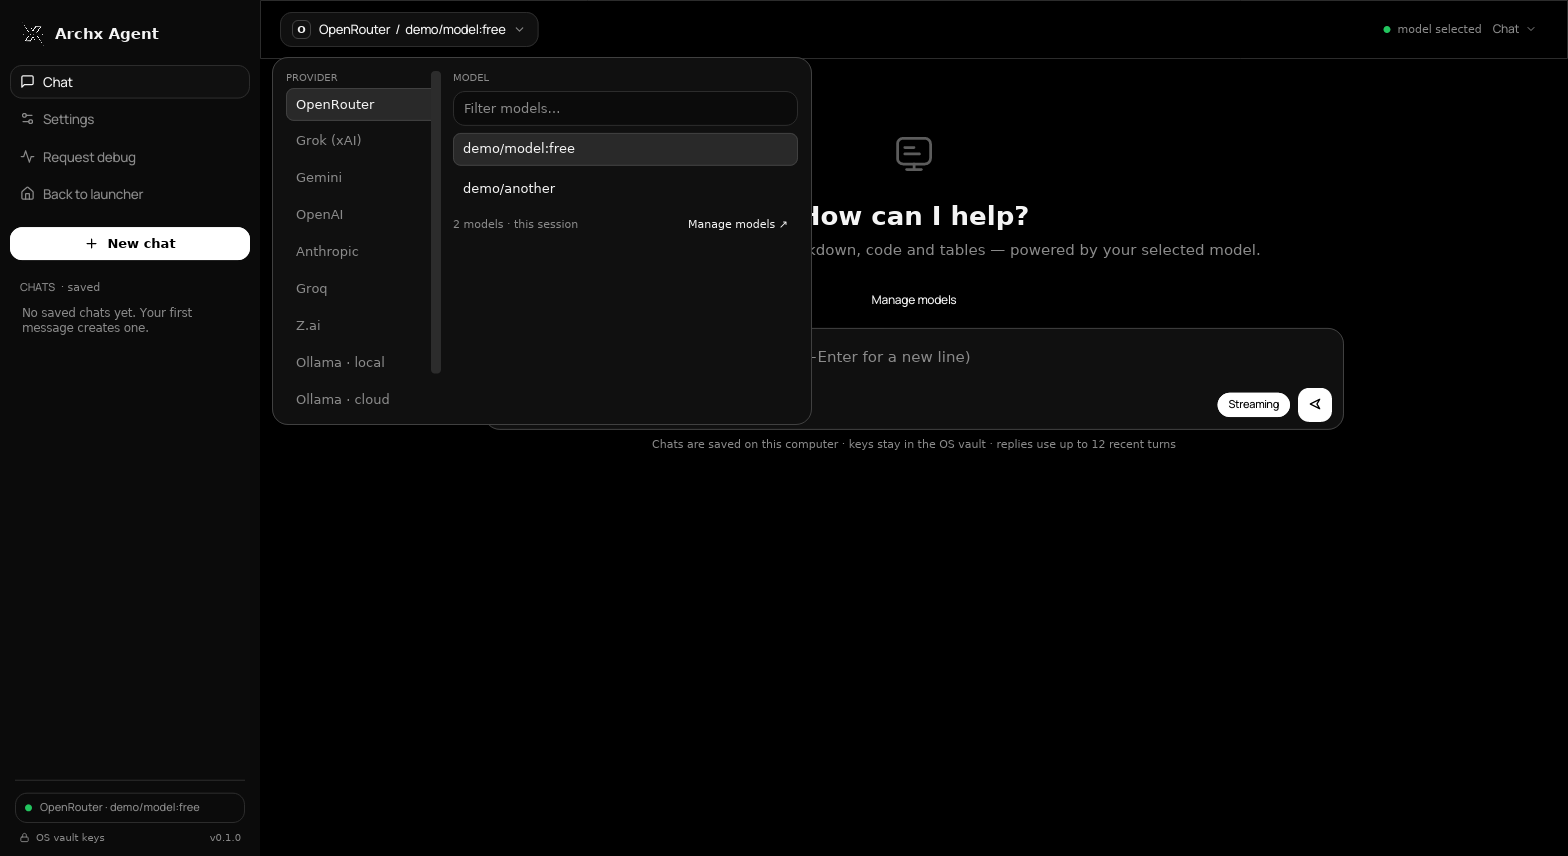 Archx Agent
Chat
Settings
Request debug
Back to launcher
+ New chat
CHATS · saved
No saved chats yet. Your first
message creates one.
OpenRouter · demo/model:free
OS vault keys v0.1.0
O OpenRouter / demo/model:free
model selected Chat
PROVIDER
OpenRouter
Grok (xAI)
Gemini
OpenAI
Anthropic
Groq
Z.ai
Ollama · local
Ollama · cloud
MODEL
Filter models...
demo/model:free
demo/another
2 models · this session Manage models ↗
How can I help?
kdown, code and tables — powered by your selected model.
Manage models
-Enter for a new line)
Streaming
Chats are saved on this computer · keys stay in the OS vault · replies use up to 12 recent turns